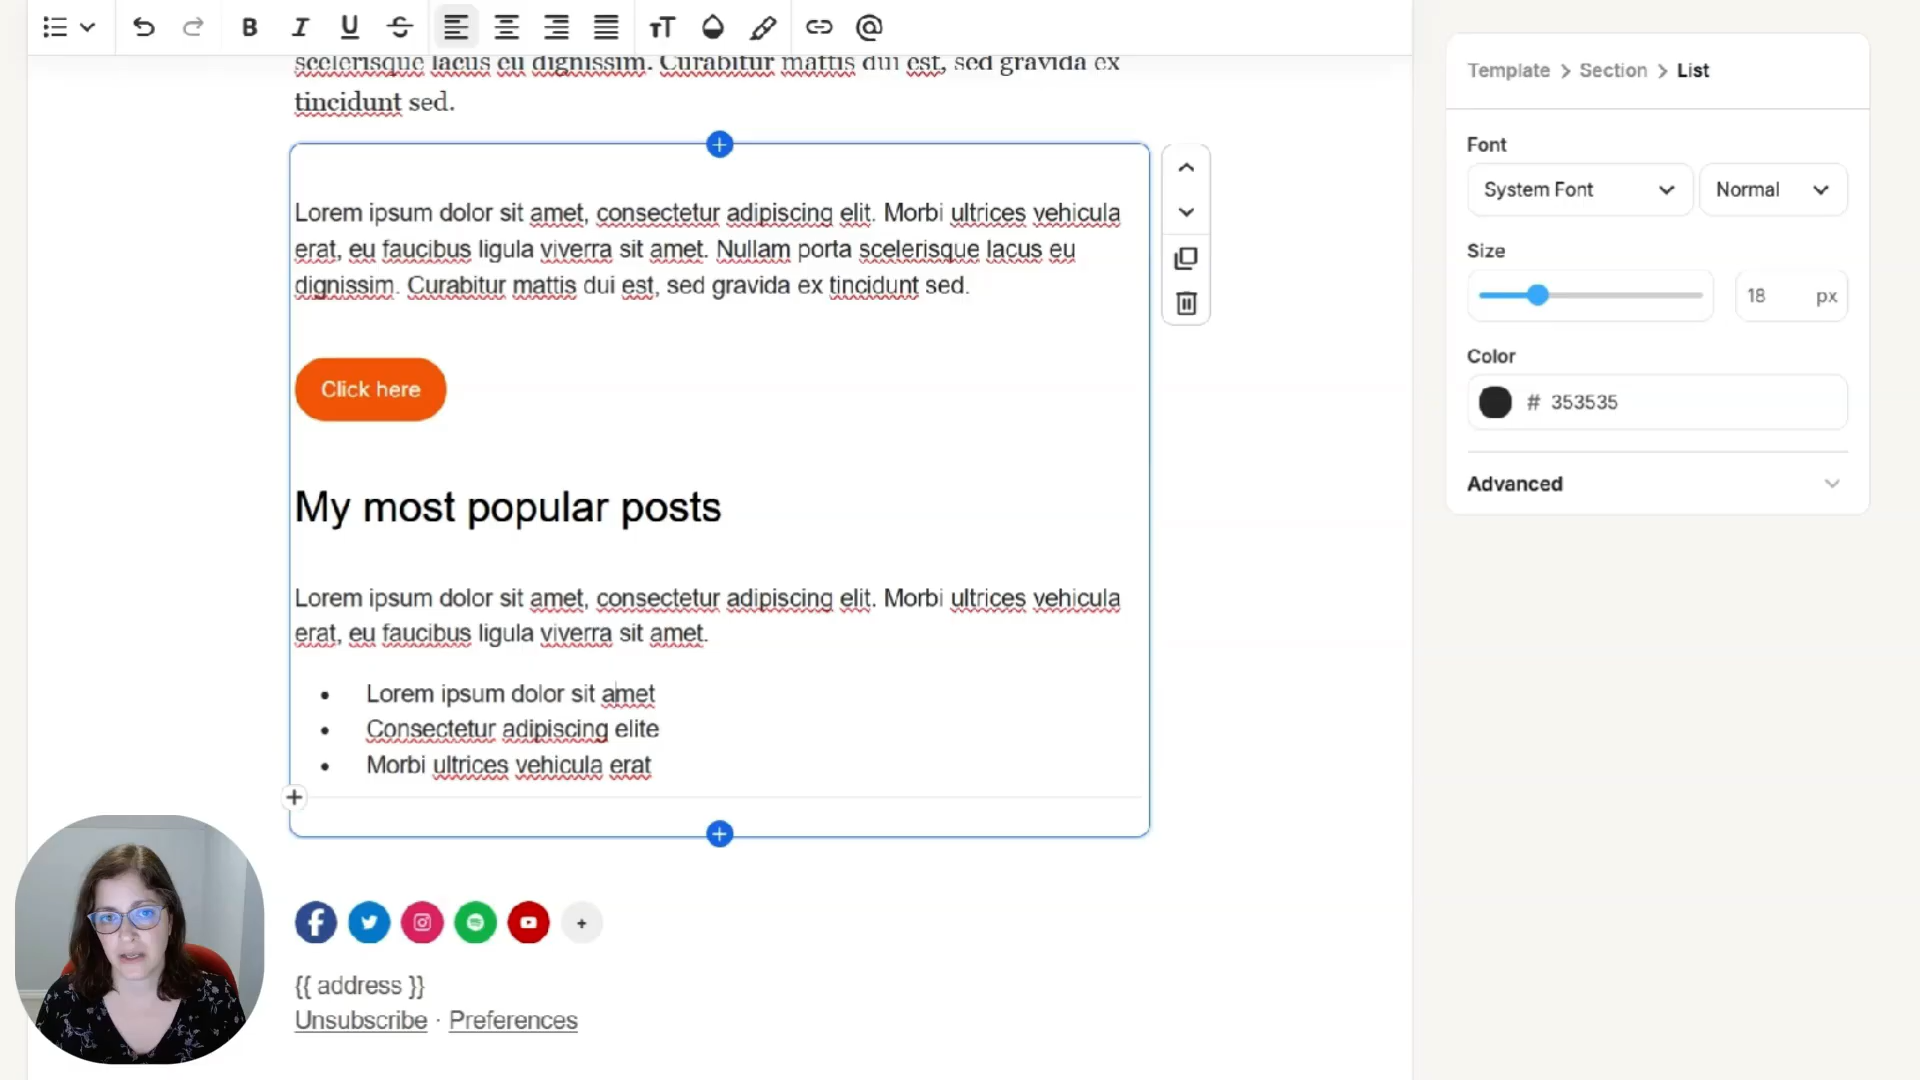 scelerisque lacus eu dignissim. Curabitur mattis dui est, sed gravida ex
tincidunt sed.
Lorem ipsum dolor sit amet, consectetur adipiscing elit. Morbi ultrices vehicula
erat, eu faucibus ligula viverra sit amet. Nullam porta scelerisque lacus eu
dignissim. Curabitur mattis dui est, sed gravida ex tincidunt sed.
Click here
My most popular posts
Lorem ipsum dolor sit amet, consectetur adipiscing elit. Morbi ultrices vehicula
erat, eu faucibus ligula viverra sit amet.
• Lorem ipsum dolor sit amet
• Consectetur adipiscing elite
• Morbi ultrices vehicula erat
{{ address }}
Unsubscribe · Preferences
Template > Section > List
Font
System Font
Normal
Size
18 px
Color
# 353535
Advanced